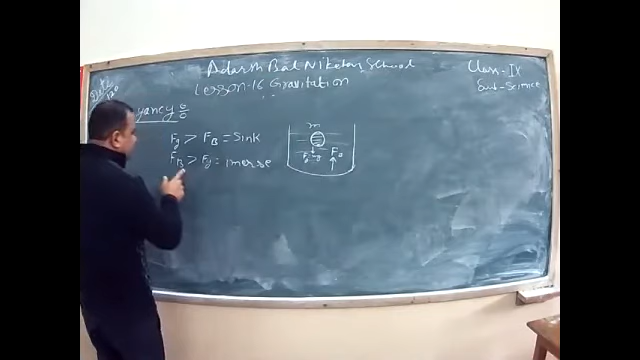 Adarsh Bal Niketan School
Class-IX
Lesson-16 Gravitation
Sub-Science
yancy
Fg > FB = Sink
FB > Fg = imerse
m
Fg
FB